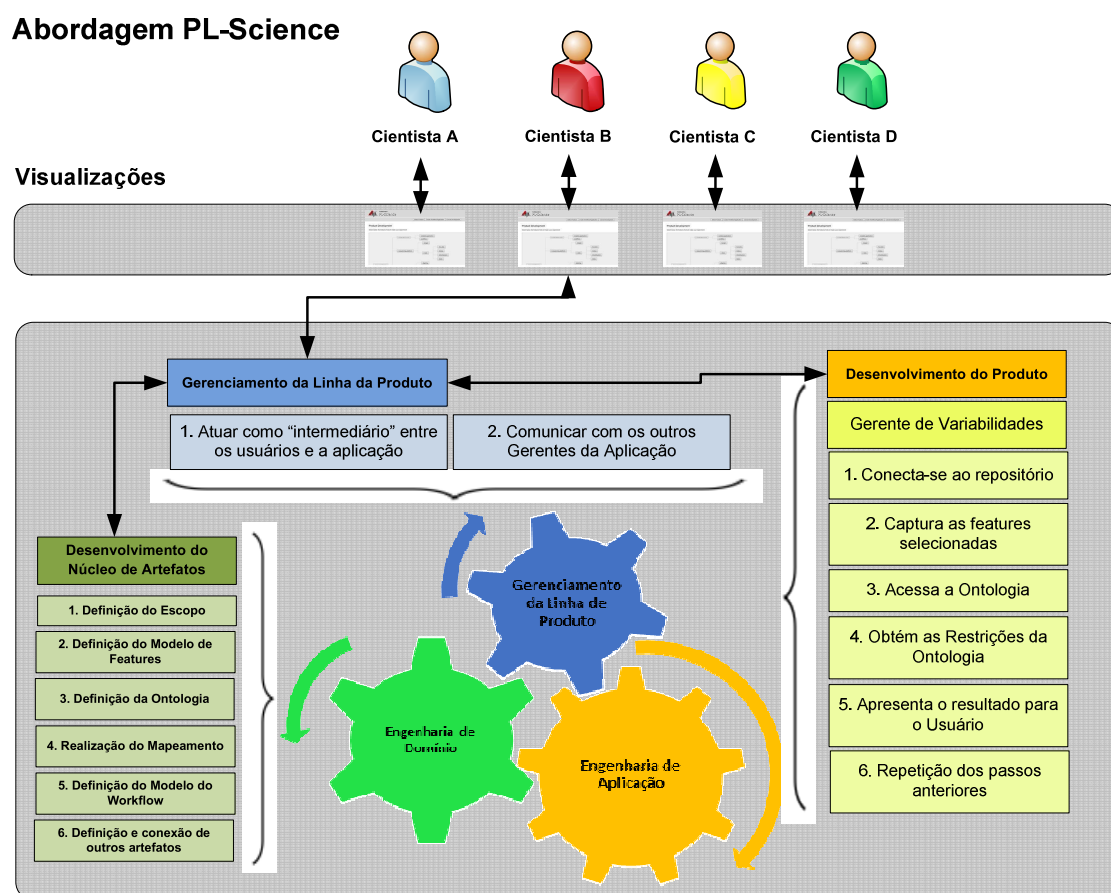 Abordagem PL-Science
Cientista A
Cientista B
Cientista C
Cientista D
Visualizações
Gerenciamento da Linha da Produto
1. Atuar como “intermediário” entre
os usuários e a aplicação
2. Comunicar com os outros
Gerentes da Aplicação
Desenvolvimento do
Núcleo de Artefatos
1. Definição do Escopo
2. Definição do Modelo de
Features
3. Definição da Ontologia
4. Realização do Mapeamento
5. Definição do Modelo do
Workflow
6. Definição e conexão de
outros artefatos
Gerenciamento
da Linha de
Produto
Engenharia de
Domínio
Engenharia de
Aplicação
Desenvolvimento do Produto
Gerente de Variabilidades
1. Conecta-se ao repositório
2. Captura as features
selecionadas
3. Acessa a Ontologia
4. Obtém as Restrições da
Ontologia
5. Apresenta o resultado para
o Usuário
6. Repetição dos passos
anteriores